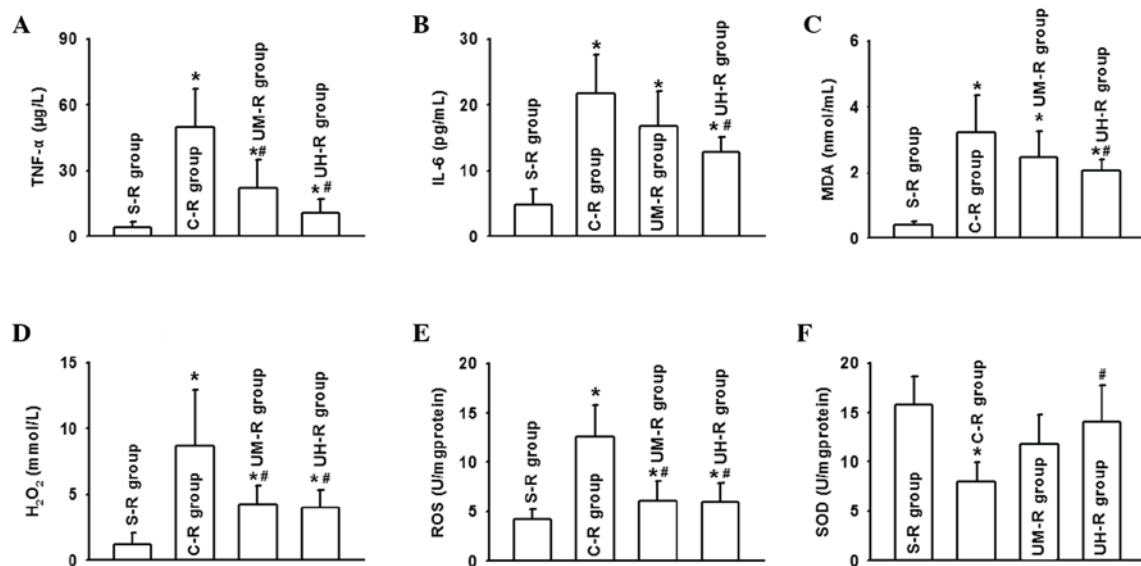 A
TNF-α (µg/L)
90
60
30
0
S-R group
*
C-R group
*# UM-R group
* # UH-R group
B
IL-6 (pg/mL)
30
20
10
0
S-R group
*
C-R group
*
UM-R group
*# UH-R group
C
MDA (nmol/mL)
6
4
2
0
S-R group
*
C-R group
* UM-R group
*# UH-R group
D
H₂O₂ (mmol/L)
15
10
5
0
S-R group
*
C-R group
*# UM-R group
*# UH-R group
E
ROS (U/mgprotein)
20
15
10
5
0
S-R group
*
C-R group
*# UM-R group
*# UH-R group
F
SOD (U/mgprotein)
20
15
10
5
0
S-R group
* C-R group
UM-R group
#
UH-R group